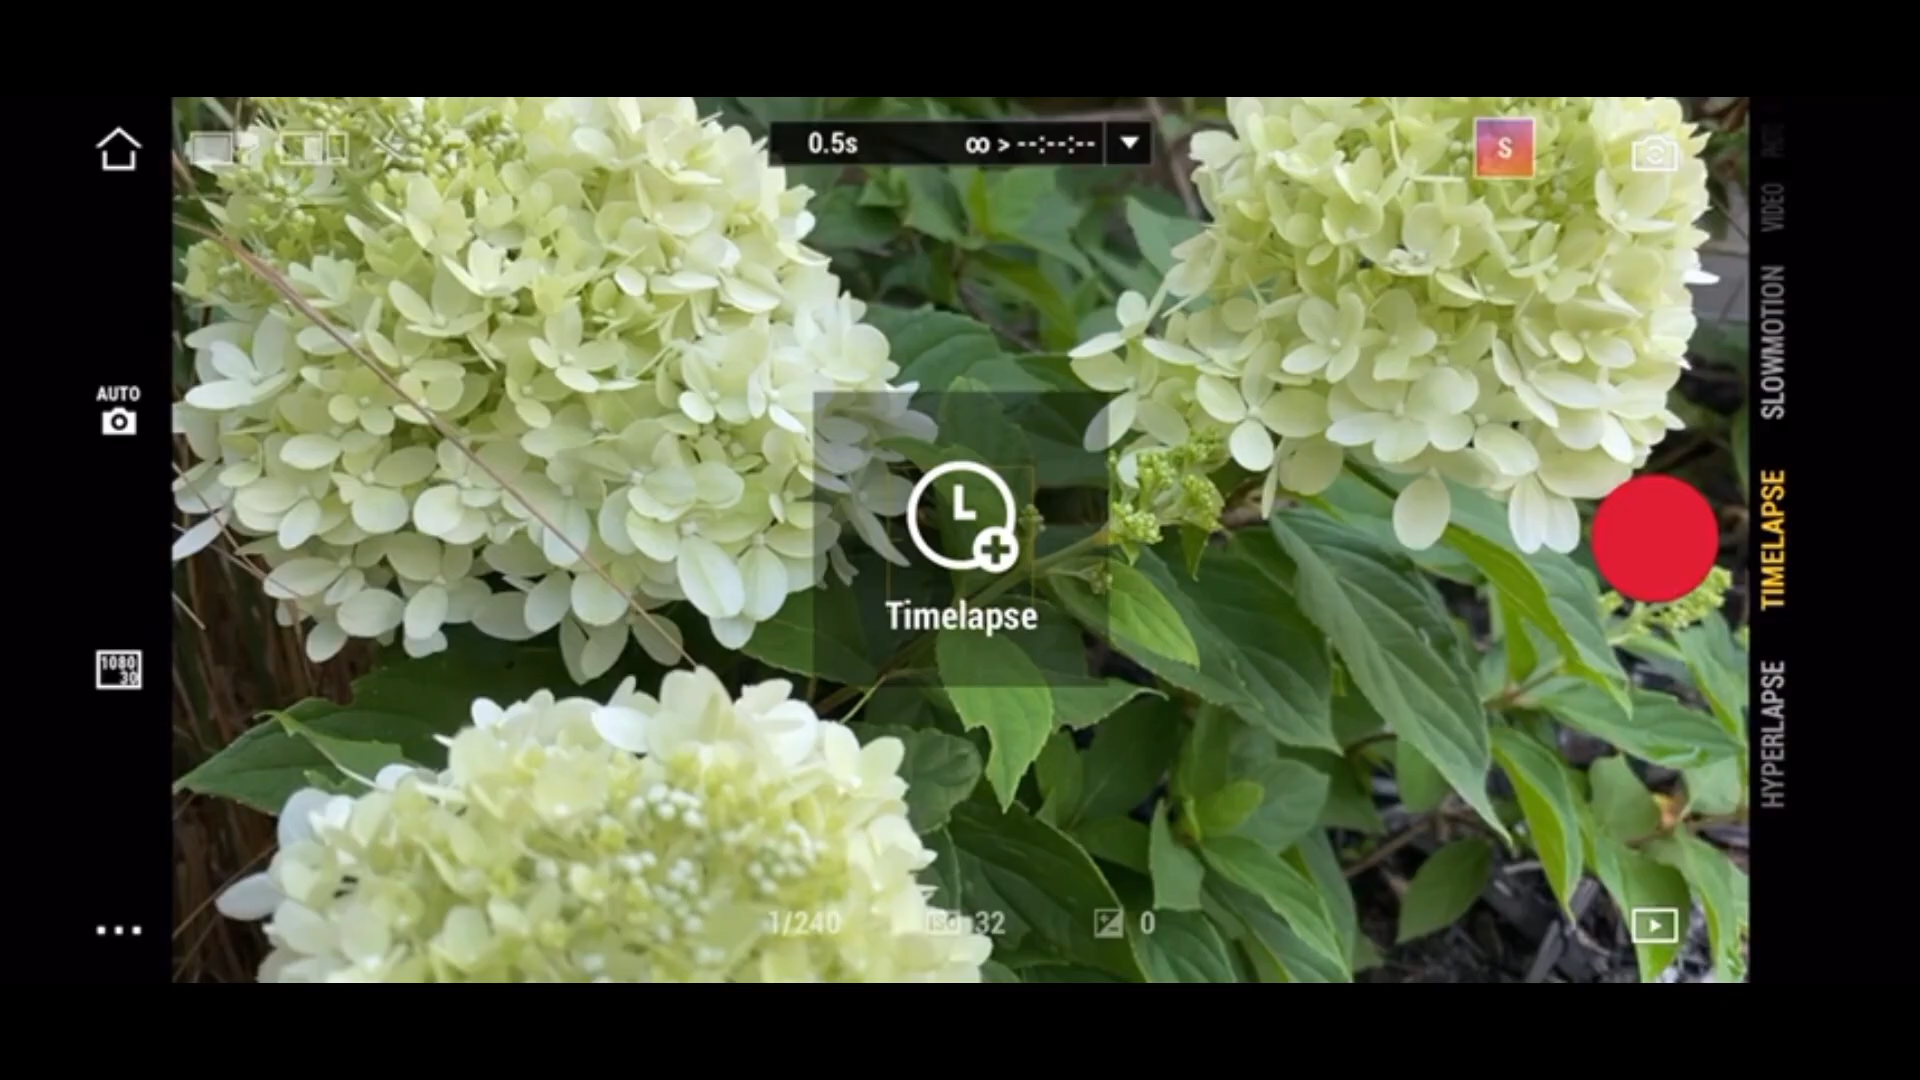 0.5s ∞ > --:--:--
S
AUTO
1080
30
Timelapse
1/240 ISO 32 0
VIDEO
SLOWMOTION
TIMELAPSE
HYPERLAPSE